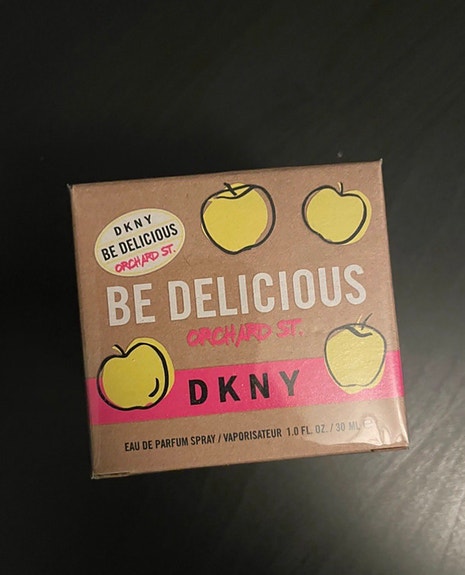 DKNY
BE DELICIOUS
ORCHARD ST.
BE DELICIOUS
ORCHARD ST.
DKNY
EAU DE PARFUM SPRAY / VAPORISATEUR 1.0 FL. OZ. / 30 ML ℮